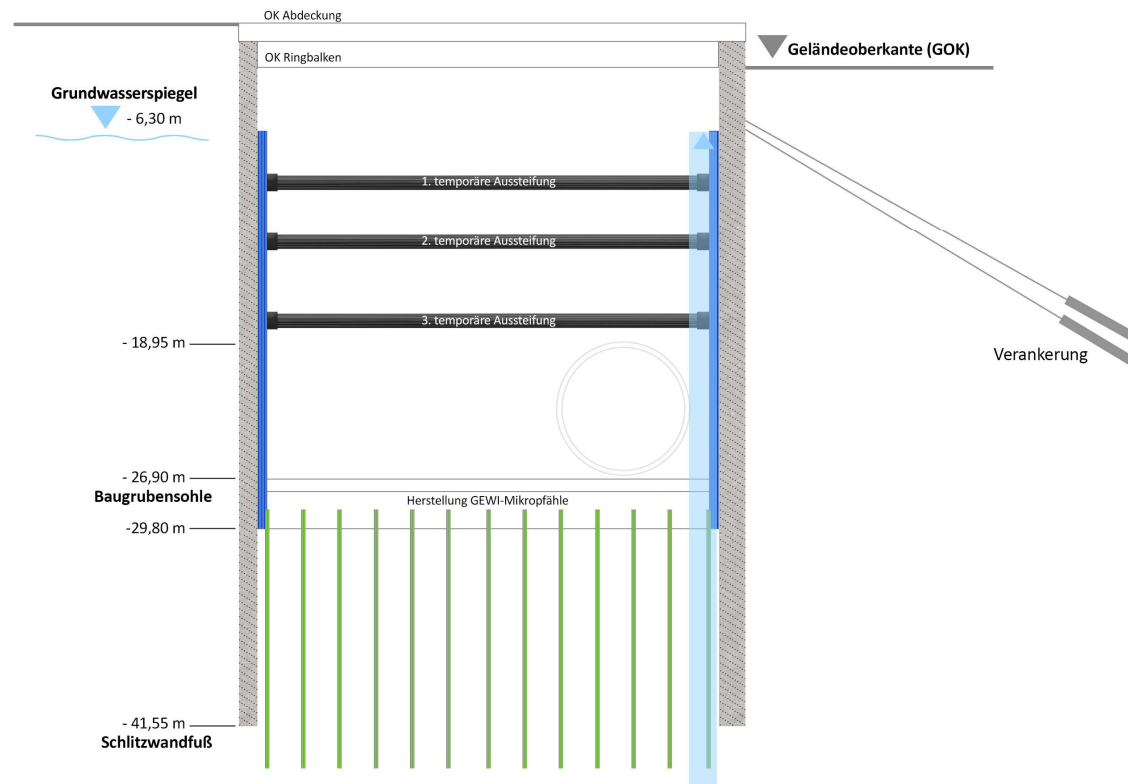 OK Abdeckung
OK Ringbalken
Geländeoberkante (GOK)
Grundwasserspiegel
- 6,30 m
1. temporäre Aussteifung
2. temporäre Aussteifung
3. temporäre Aussteifung
- 18,95 m
Verankerung
- 26,90 m
Baugrubensohle
Herstellung GEWI-Mikropfähle
-29,80 m
- 41,55 m
Schlitzwandfuß